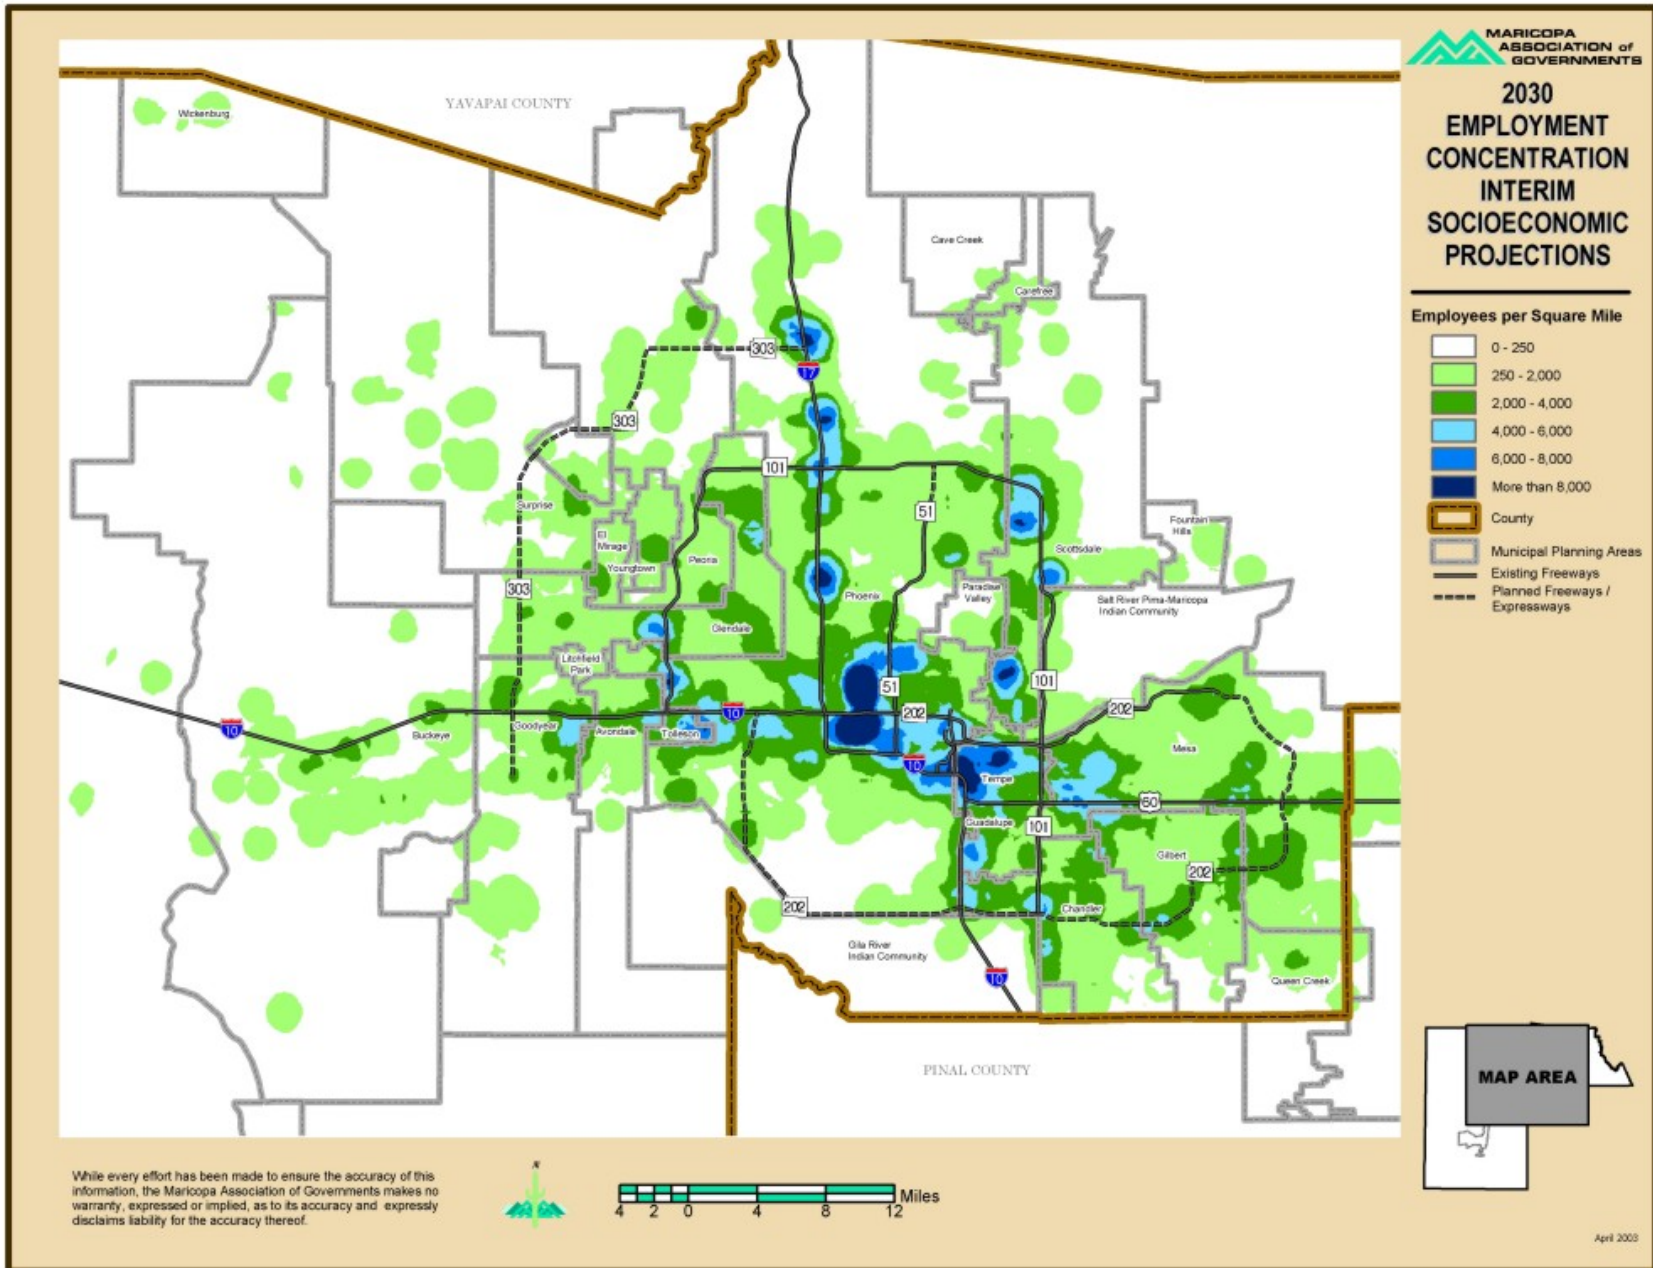 MARICOPA
ASSOCIATION of
GOVERNMENTS
2030
EMPLOYMENT
CONCENTRATION
INTERIM
SOCIOECONOMIC
PROJECTIONS
Employees per Square Mile
0 - 250
250 - 2,000
2,000 - 4,000
4,000 - 6,000
6,000 - 8,000
More than 8,000
County
Municipal Planning Areas
Existing Freeways
Planned Freeways /
Expressways
YAVAPAI COUNTY
Wickenburg
Cave Creek
Carefree
303
17
303
101
51
Surprise
Fountain
Hills
El
Mirage
Scottsdale
Peoria
Youngtown
303
Phoenix
Paradise
Valley
Salt River Pima-Maricopa
Indian Community
Glendale
Litchfield
Park
101
51
202
10
10
202
Goodyear
Buckeye
Avondale
Tolleson
Mesa
10
Tempe
60
Guadalupe
101
Gilbert
202
202
Chandler
Gila River
Indian Community
10
Queen Creek
PINAL COUNTY
MAP AREA
While every effort has been made to ensure the accuracy of this
information, the Maricopa Association of Governments makes no
warranty, expressed or implied, as to its accuracy and expressly
disclaims liability for the accuracy thereof.
N
Miles
4 2 0 4 8 12
April 2003